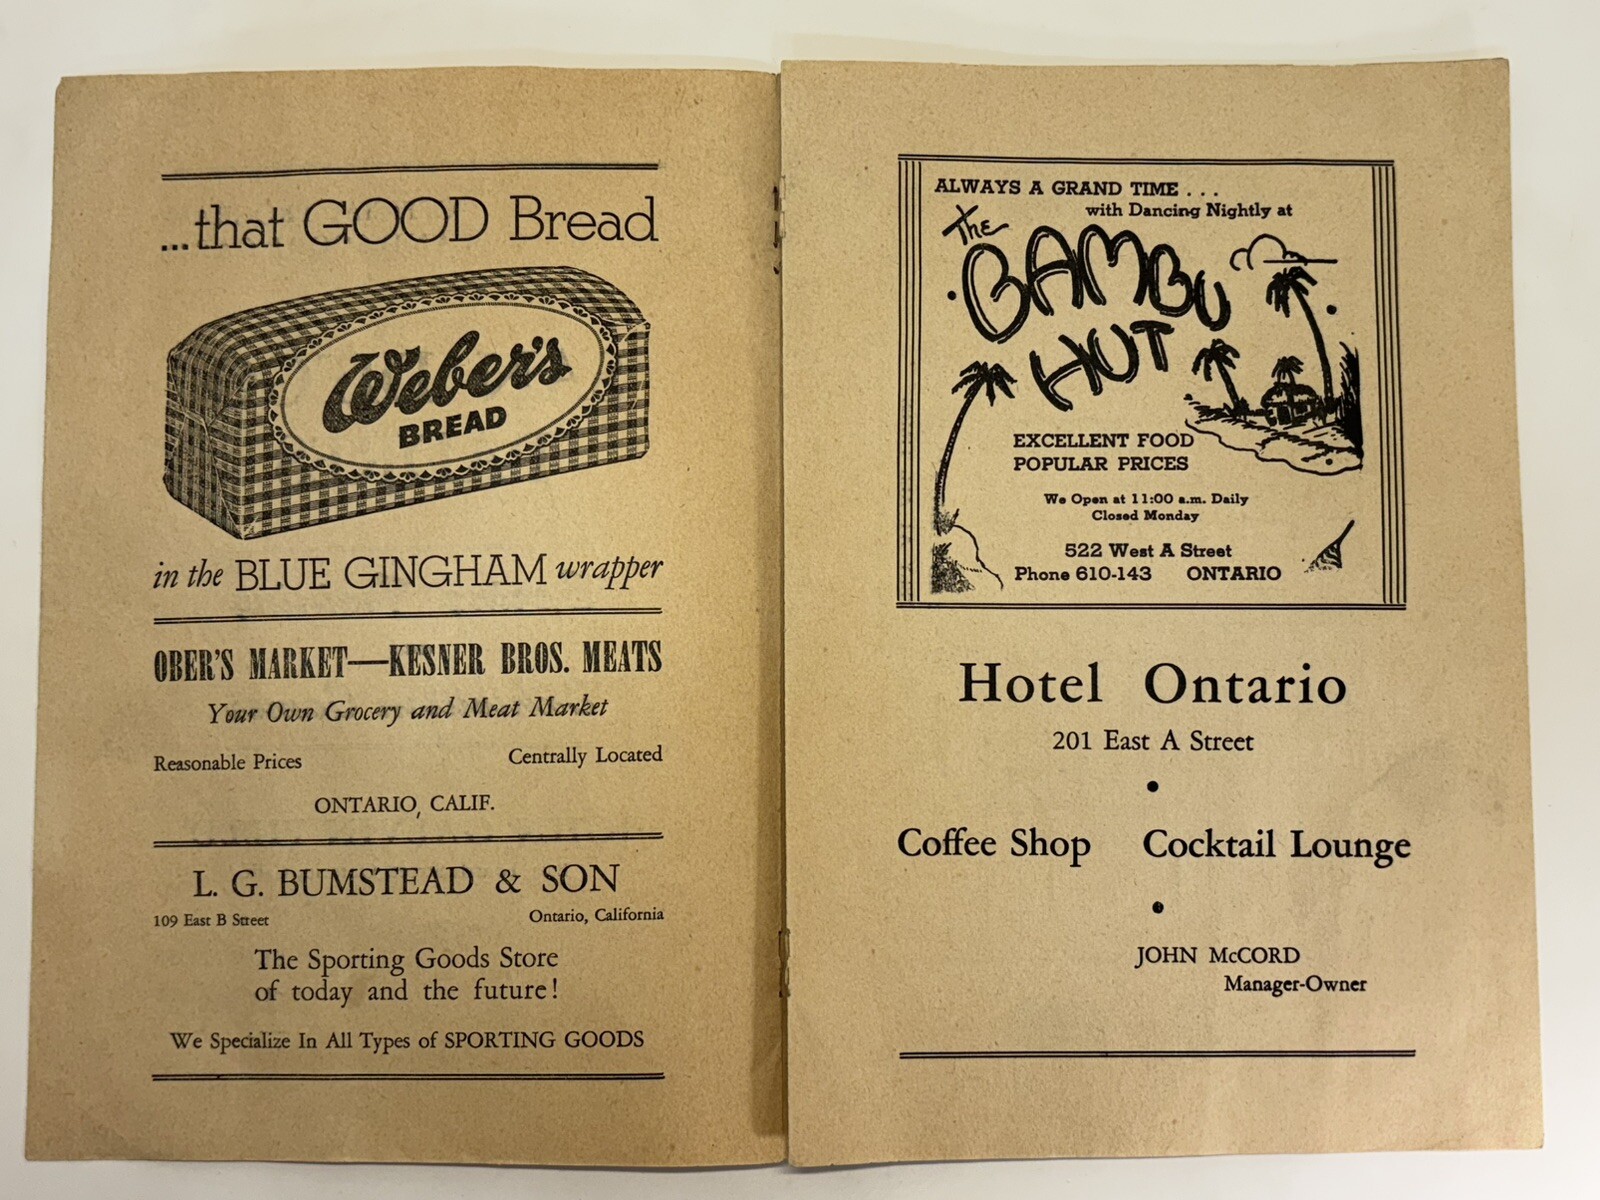 ...that GOOD Bread
Weber's
BREAD
in the BLUE GINGHAM wrapper
OBER'S MARKET—KESNER BROS. MEATS
Your Own Grocery and Meat Market
Reasonable Prices Centrally Located
ONTARIO, CALIF.
L. G. BUMSTEAD & SON
109 East B Street Ontario, California
The Sporting Goods Store
of today and the future!
We Specialize In All Types of SPORTING GOODS
ALWAYS A GRAND TIME . . .
with Dancing Nightly at
The
BAMBU
HUT
EXCELLENT FOOD
POPULAR PRICES
We Open at 11:00 a.m. Daily
Closed Monday
522 West A Street
Phone 610-143 ONTARIO
Hotel Ontario
201 East A Street
•
Coffee Shop Cocktail Lounge
•
JOHN McCORD
Manager-Owner